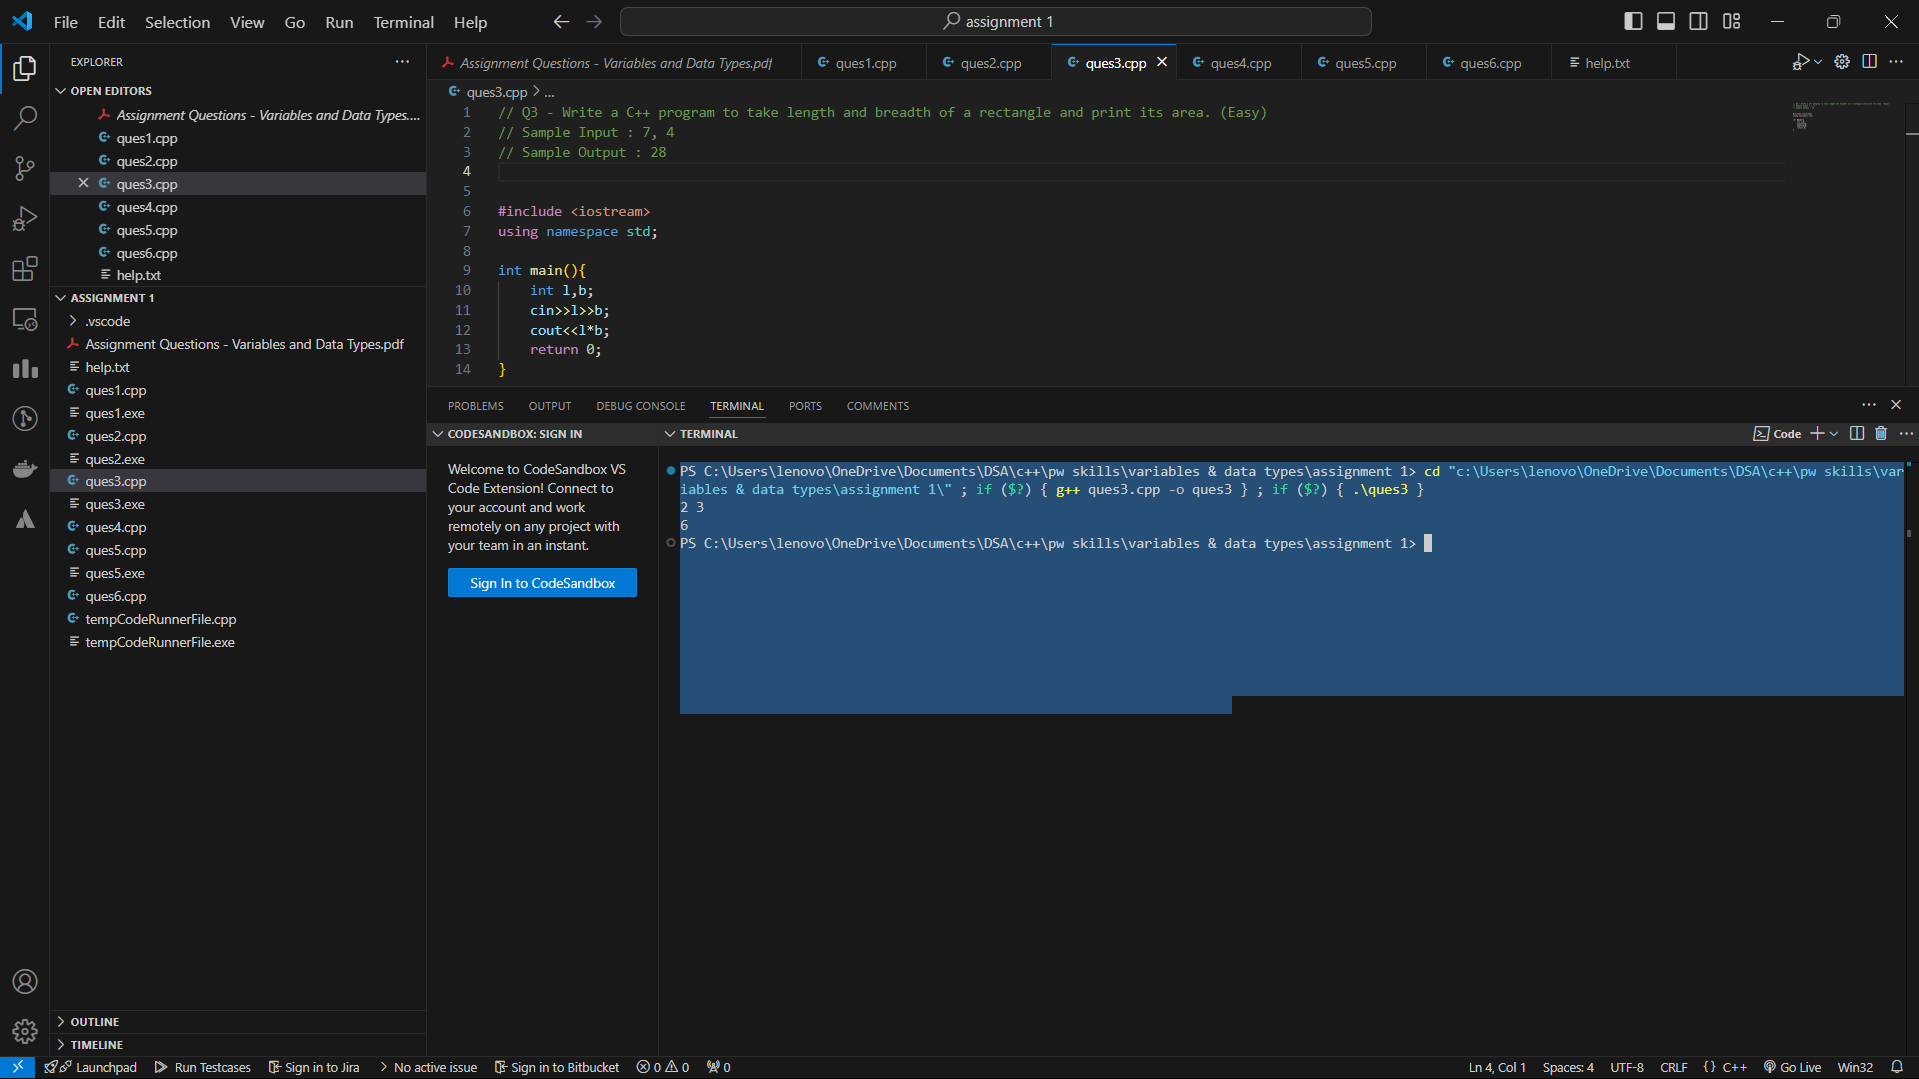 File Edit Selection View Go Run Terminal Help
assignment 1
EXPLORER
OPEN EDITORS
Assignment Questions - Variables and Data Types....
ques1.cpp
ques2.cpp
ques3.cpp
ques4.cpp
ques5.cpp
ques6.cpp
help.txt
ASSIGNMENT 1
.vscode
Assignment Questions - Variables and Data Types.pdf
help.txt
ques1.cpp
ques1.exe
ques2.cpp
ques2.exe
ques3.cpp
ques3.exe
ques4.cpp
ques5.cpp
ques5.exe
ques6.cpp
tempCodeRunnerFile.cpp
tempCodeRunnerFile.exe
OUTLINE
TIMELINE
Assignment Questions - Variables and Data Types.pdf ques1.cpp ques2.cpp ques3.cpp ques4.cpp ques5.cpp ques6.cpp help.txt
ques3.cpp > ...
1 // Q3 - Write a C++ program to take length and breadth of a rectangle and print its area. (Easy)
2 // Sample Input : 7, 4
3 // Sample Output : 28
4
5
6 #include <iostream>
7 using namespace std;
8
9 int main(){
10 int l,b;
11 cin>>l>>b;
12 cout<<l*b;
13 return 0;
14 }
PROBLEMS OUTPUT DEBUG CONSOLE TERMINAL PORTS COMMENTS
CODESANDBOX: SIGN IN
Welcome to CodeSandbox VS
Code Extension! Connect to
your account and work
remotely on any project with
your team in an instant.
Sign In to CodeSandbox
TERMINAL
Code
PS C:\Users\lenovo\OneDrive\Documents\DSA\c++\pw skills\variables & data types\assignment 1> cd "c:\Users\lenovo\OneDrive\Documents\DSA\c++\pw skills\var
iables & data types\assignment 1\" ; if ($?) { g++ ques3.cpp -o ques3 } ; if ($?) { .\ques3 }
2 3
6
PS C:\Users\lenovo\OneDrive\Documents\DSA\c++\pw skills\variables & data types\assignment 1>
Launchpad Run Testcases Sign in to Jira No active issue Sign in to Bitbucket 0 0 0 Ln 4, Col 1 Spaces: 4 UTF-8 CRLF {} C++ Go Live Win32